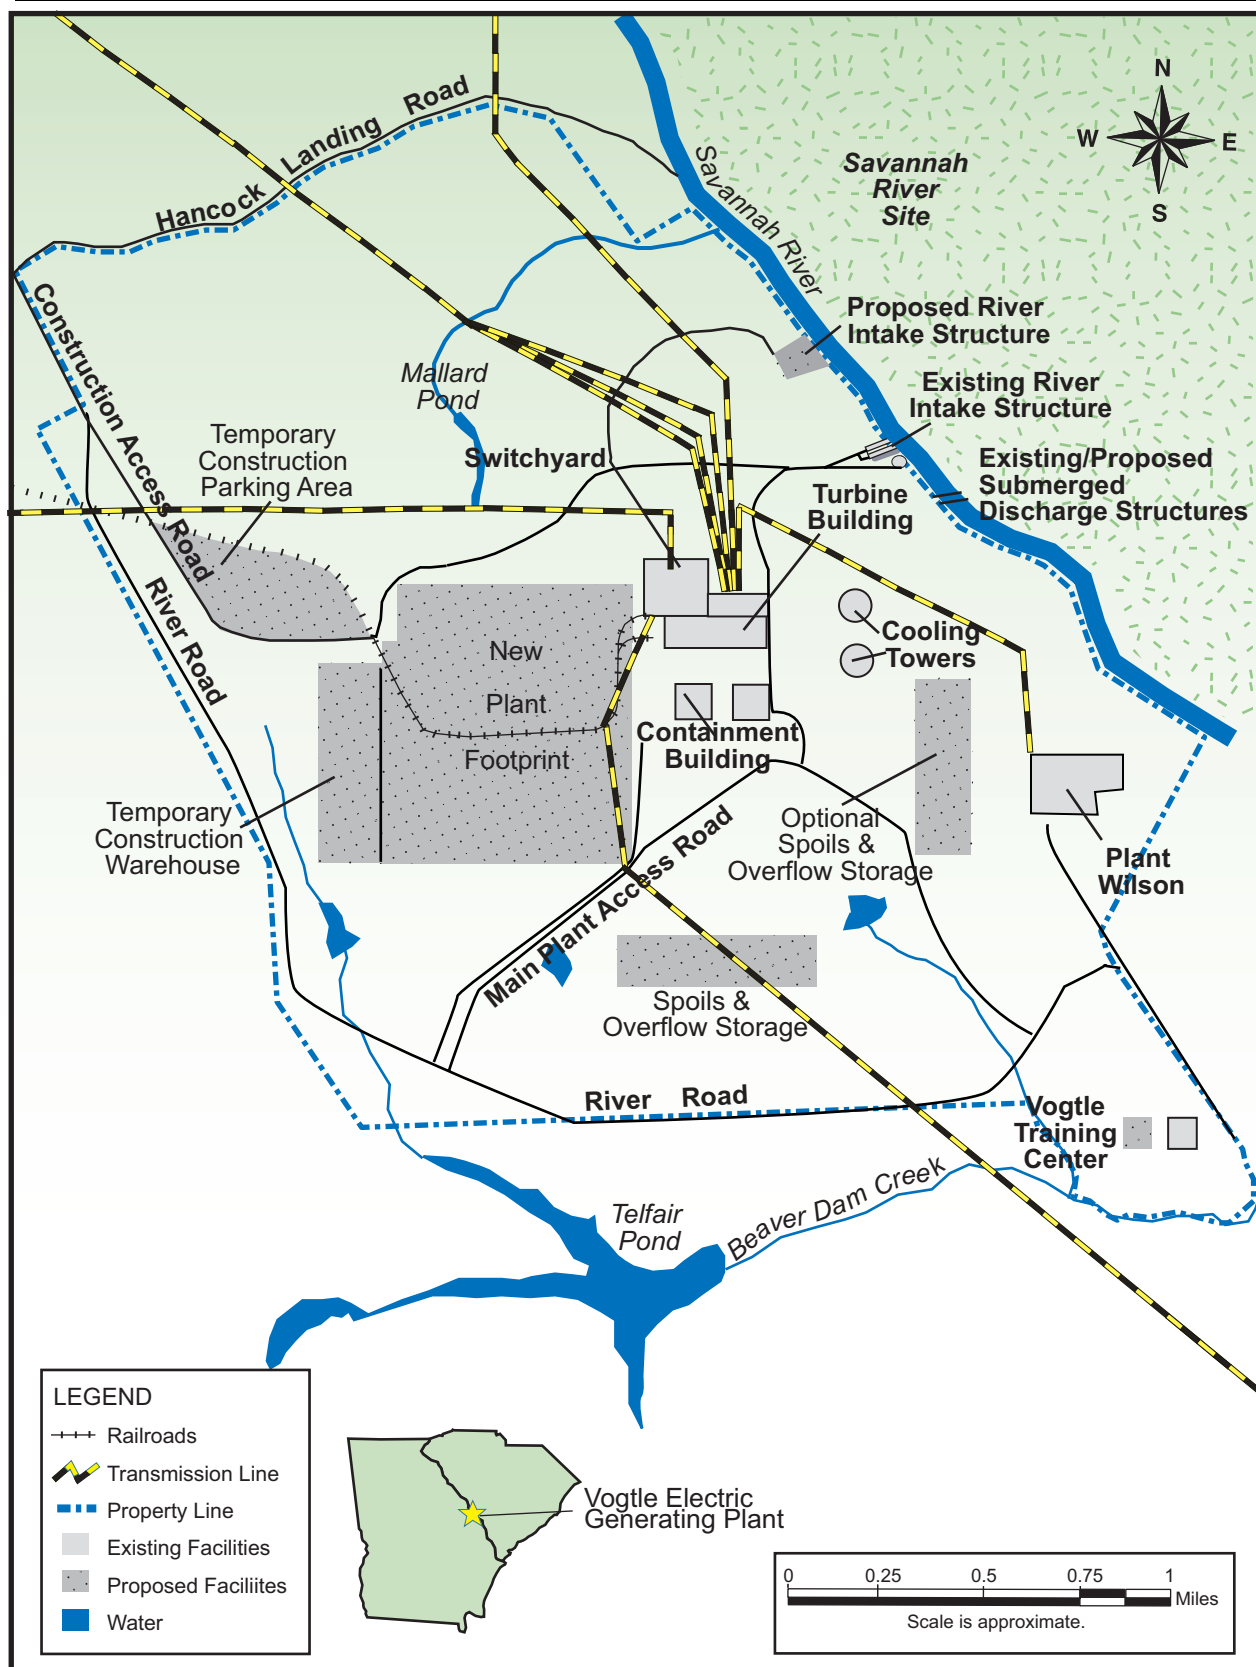 Hancock Landing Road
N
W
E
S
Savannah
River
Site
Savannah River
Proposed River
Intake Structure
Construction Access Road
Mallard
Pond
Existing River
Intake Structure
Temporary
Construction
Parking Area
Switchyard
Existing/Proposed
Submerged
Discharge Structures
Turbine
Building
River Road
Cooling
Towers
New
Plant
Footprint
Containment
Building
Temporary
Construction
Warehouse
Optional
Spoils &
Overflow Storage
Main Plant Access Road
Plant
Wilson
Spoils &
Overflow Storage
River Road
Vogtle
Training
Center
Beaver Dam Creek
Telfair
Pond
LEGEND
Railroads
Transmission Line
Property Line
Existing Facilities
Proposed Faciliites
Water
Vogtle Electric
Generating Plant
0 0.25 0.5 0.75 1
Miles
Scale is approximate.